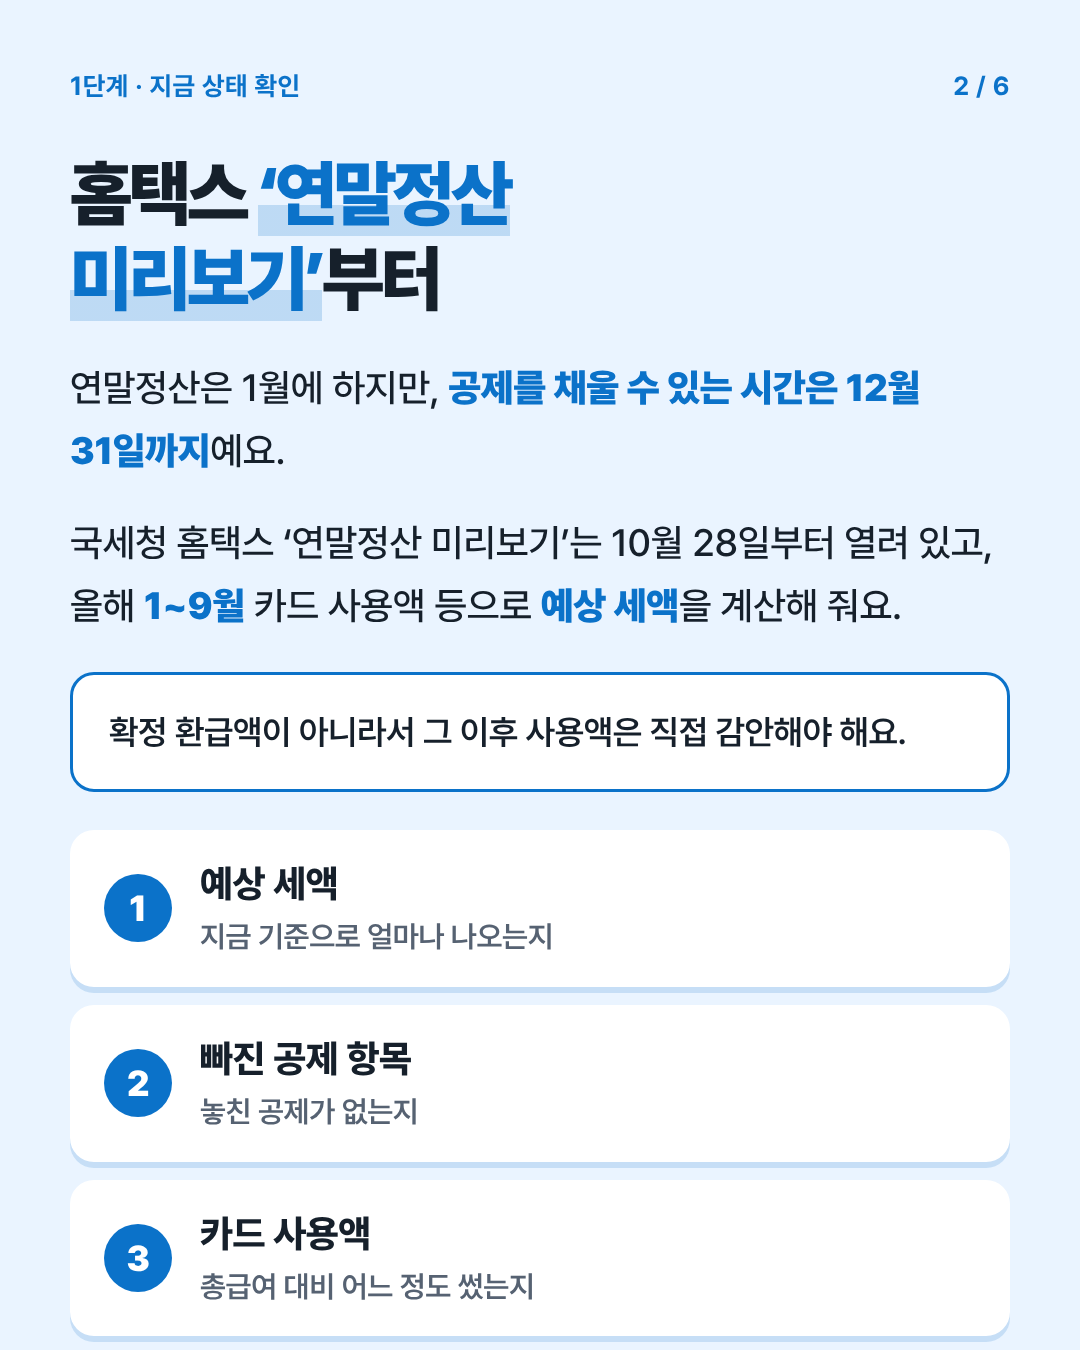 1단계 · 지금 상태 확인
2 / 6
홈택스 ‘연말정산
미리보기’부터
연말정산은 1월에 하지만, 공제를 채울 수 있는 시간은 12월
31일까지예요.
국세청 홈택스 ‘연말정산 미리보기’는 10월 28일부터 열려 있고,
올해 1~9월 카드 사용액 등으로 예상 세액을 계산해 줘요.
확정 환급액이 아니라서 그 이후 사용액은 직접 감안해야 해요.
1
예상 세액
지금 기준으로 얼마나 나오는지
2
빠진 공제 항목
놓친 공제가 없는지
3
카드 사용액
총급여 대비 어느 정도 썼는지